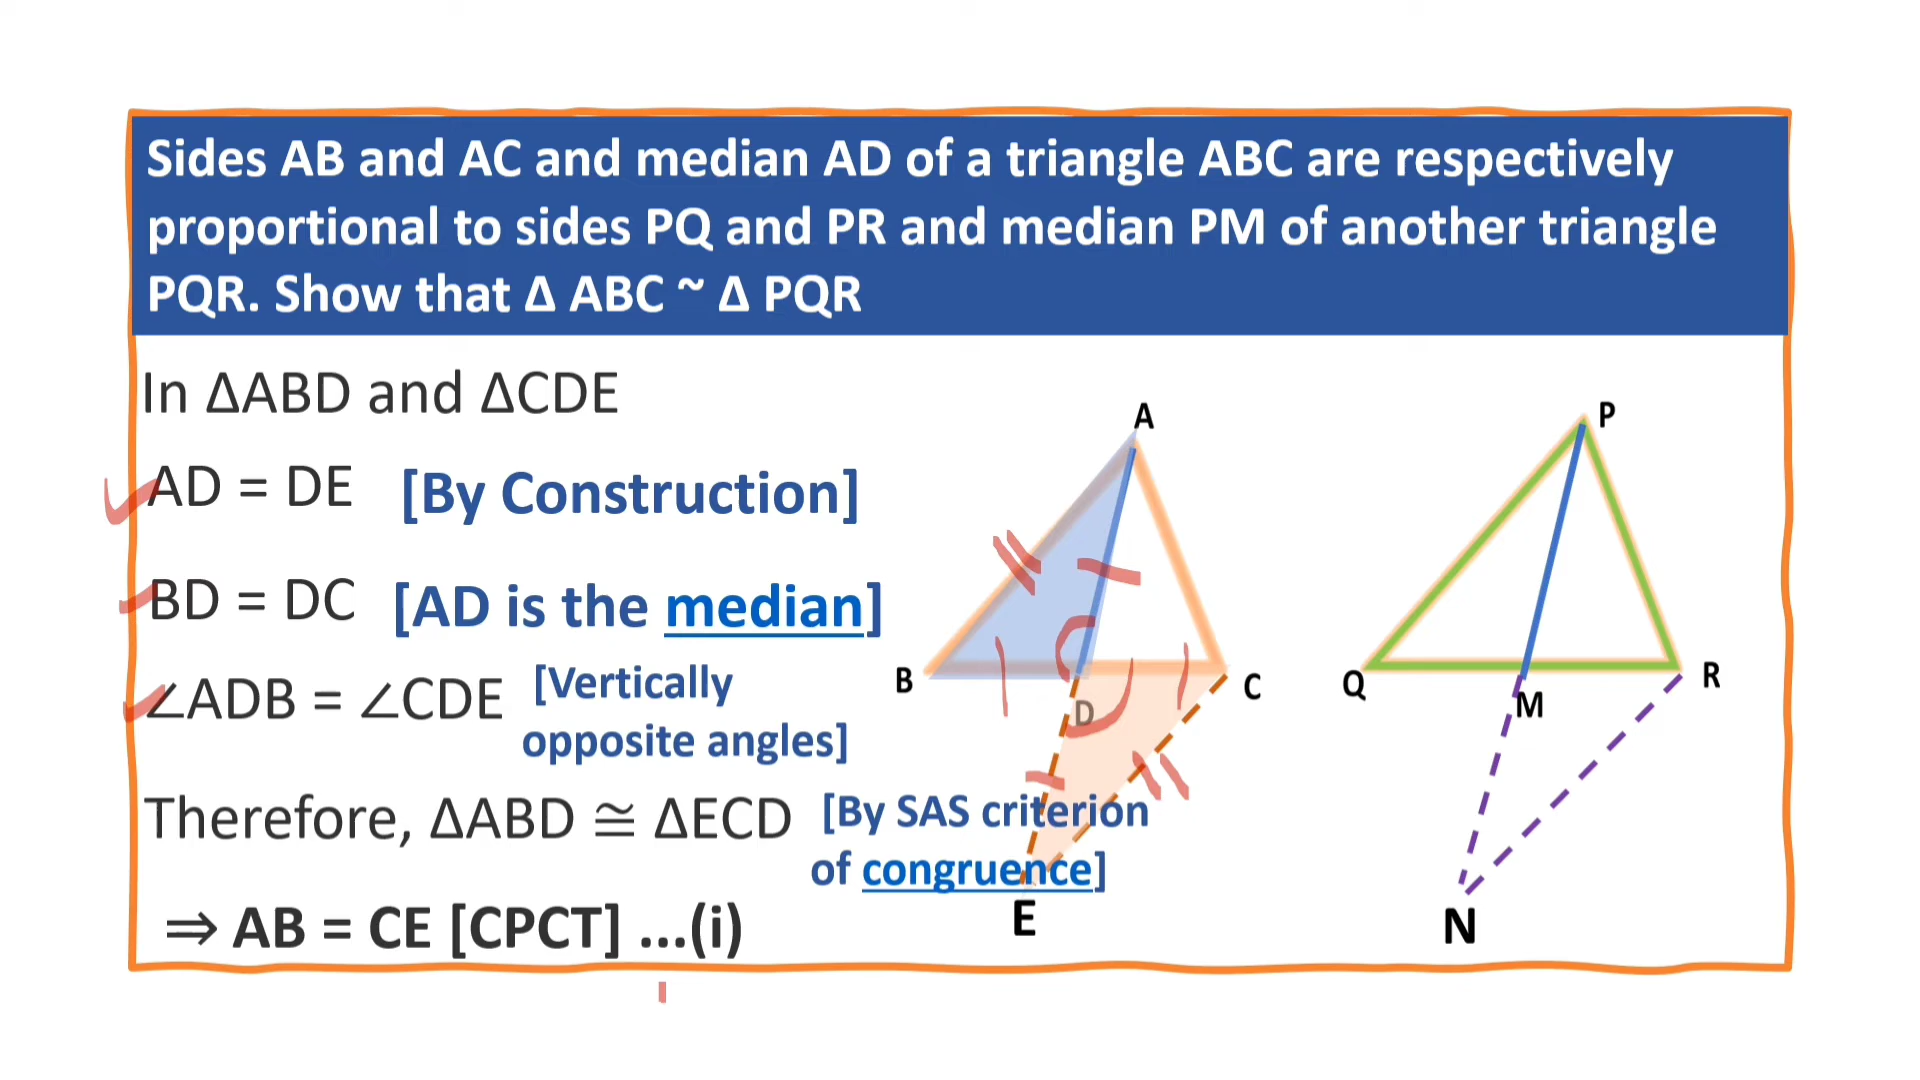 Sides AB and AC and median AD of a triangle ABC are respectively
proportional to sides PQ and PR and median PM of another triangle
PQR. Show that Δ ABC ~ Δ PQR
In ΔABD and ΔCDE
AD = DE [By Construction]
BD = DC [AD is the median]
∠ADB = ∠CDE [Vertically
opposite angles]
Therefore, ΔABD ≅ ΔECD [By SAS criterion
of congruence]
⇒ AB = CE [CPCT] ...(i)
A
B
C
D
E
P
Q
R
M
N